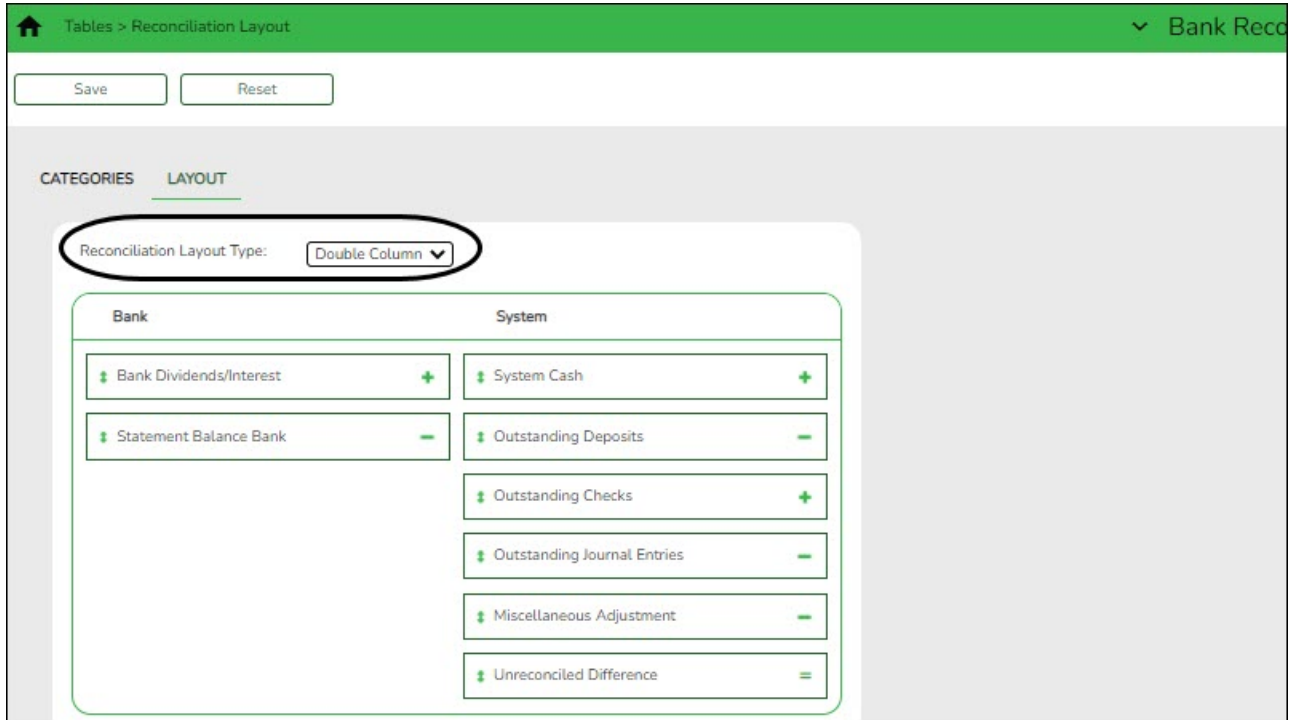 Tables > Reconciliation Layout
Bank Reco
Save
Reset
CATEGORIES
LAYOUT
Reconciliation Layout Type:
Double Column
Bank
System
Bank Dividends/Interest +
System Cash +
Statement Balance Bank −
Outstanding Deposits −
Outstanding Checks +
Outstanding Journal Entries −
Miscellaneous Adjustment −
Unreconciled Difference =